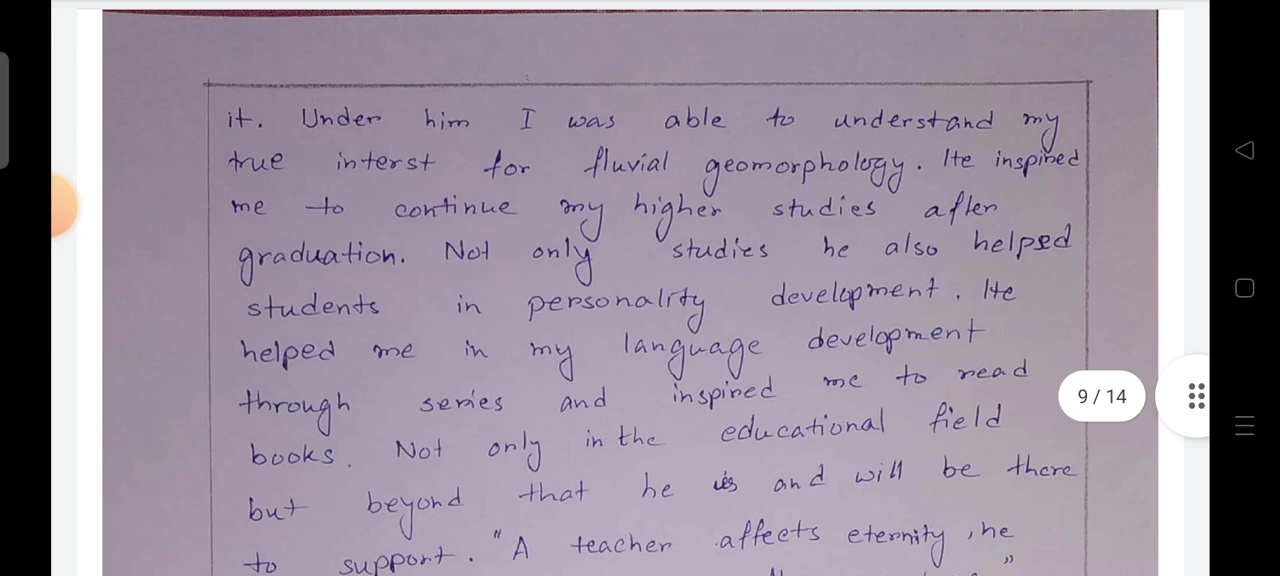 it. Under him I was able to understand my
true interst for fluvial geomorphology. He inspired
me to continue my higher studies after
graduation. Not only studies he also helped
students in personality development. He
helped me in my language development
through series and inspired me to read
books. Not only in the educational field
but beyond that he is and will be there
to support. "A teacher affects eternity, he
"
9 / 14